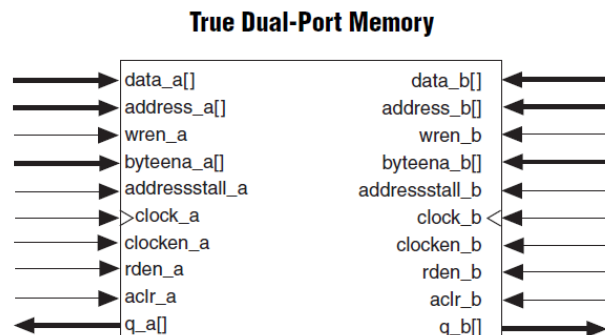 True Dual-Port Memory
data_a[] data_b[]
address_a[] address_b[]
wren_a wren_b
byteena_a[] byteena_b[]
addressstall_a addressstall_b
clock_a clock_b
clocken_a clocken_b
rden_a rden_b
aclr_a aclr_b
q_a[] q_b[]